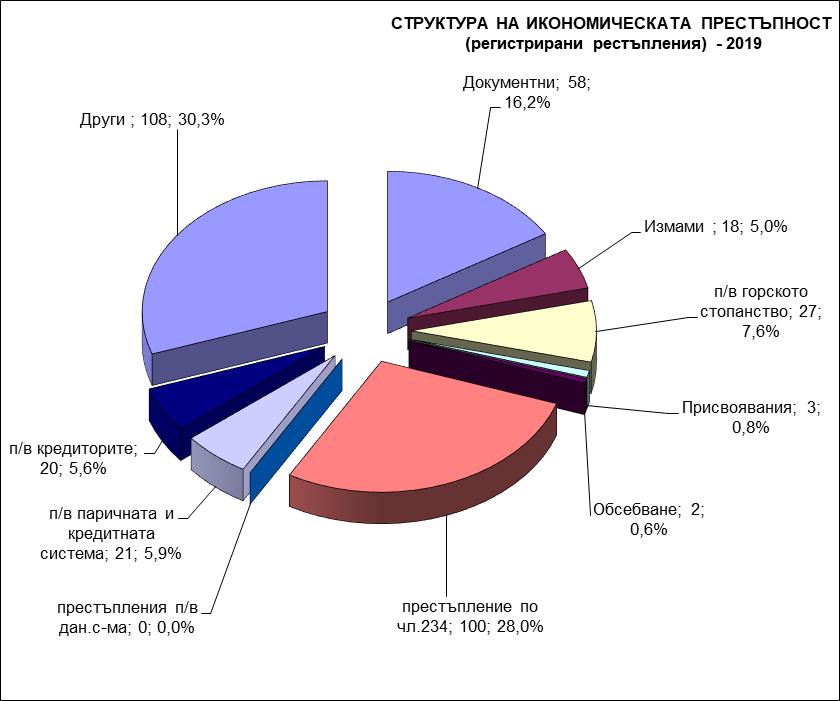 СТРУКТУРА НА ИКОНОМИЧЕСКАТА ПРЕСТЪПНОСТ
(регистрирани рестъпления) - 2019
Документни; 58;
16,2%
Други ; 108; 30,3%
Измами ; 18; 5,0%
п/в горското
стопанство; 27;
7,6%
Присвоявания; 3;
0,8%
Обсебване; 2;
0,6%
престъпление по
чл.234; 100; 28,0%
престъпления п/в
дан.с-ма; 0; 0,0%
п/в паричната и
кредитната
система; 21; 5,9%
п/в кредиторите;
20; 5,6%